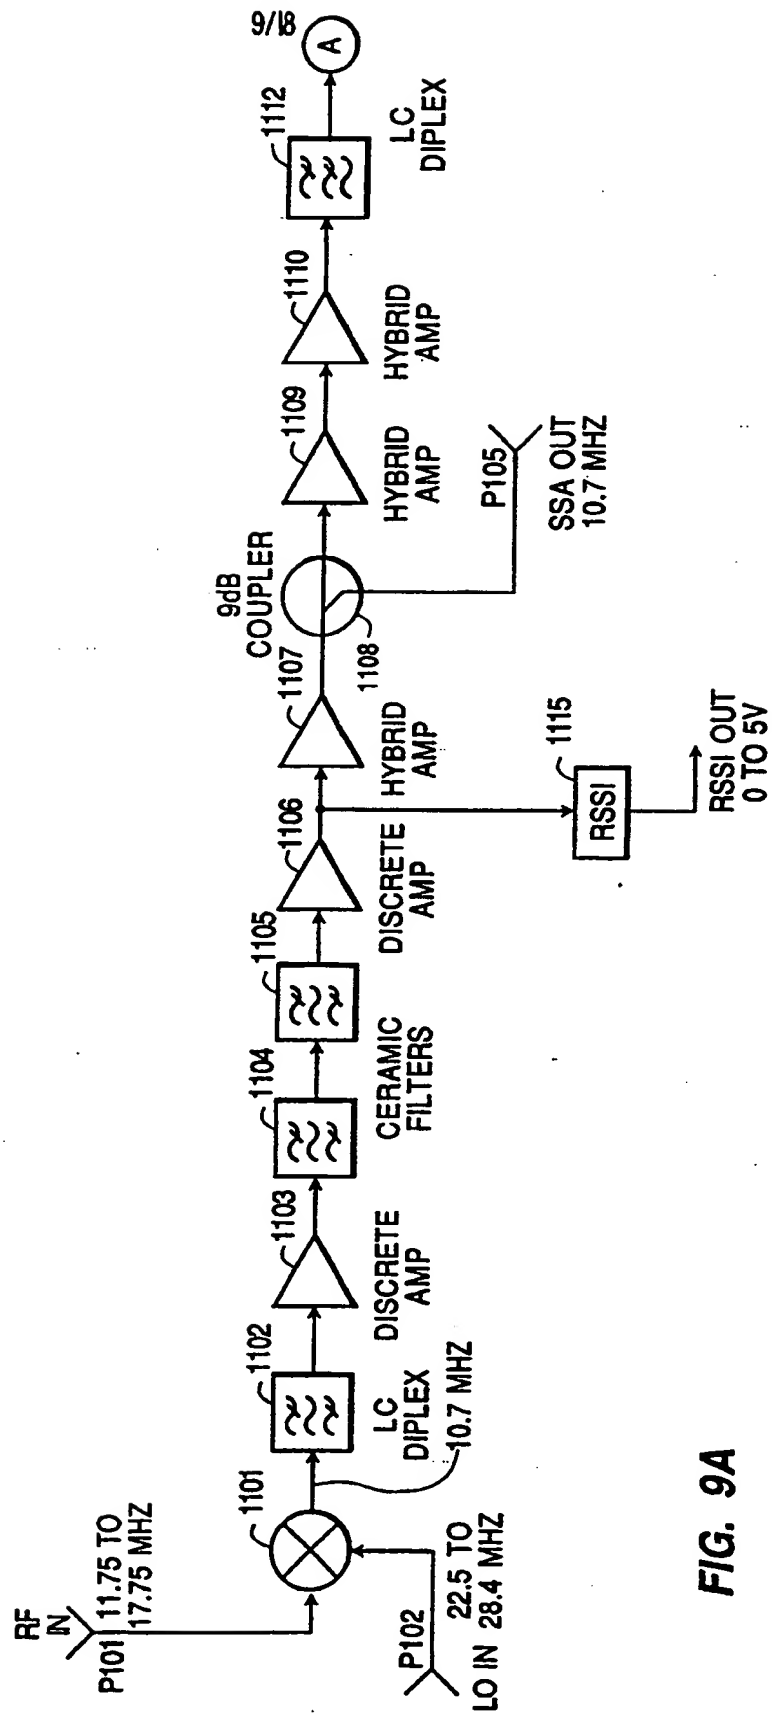 RF
IN
P101
11.75 TO
17.75 MHZ
1101
P102
22.5 TO
LO IN 28.4 MHZ
10.7 MHZ
1102
LC
DIPLEX
1103
DISCRETE
AMP
1104
1105
CERAMIC
FILTERS
1106
DISCRETE
AMP
1115
RSSI
RSSI OUT
0 TO 5V
1107
HYBRID
AMP
9dB
COUPLER
1108
P105
SSA OUT
10.7 MHZ
1109
HYBRID
AMP
1110
HYBRID
AMP
1112
LC
DIPLEX
A
FIG. 9A